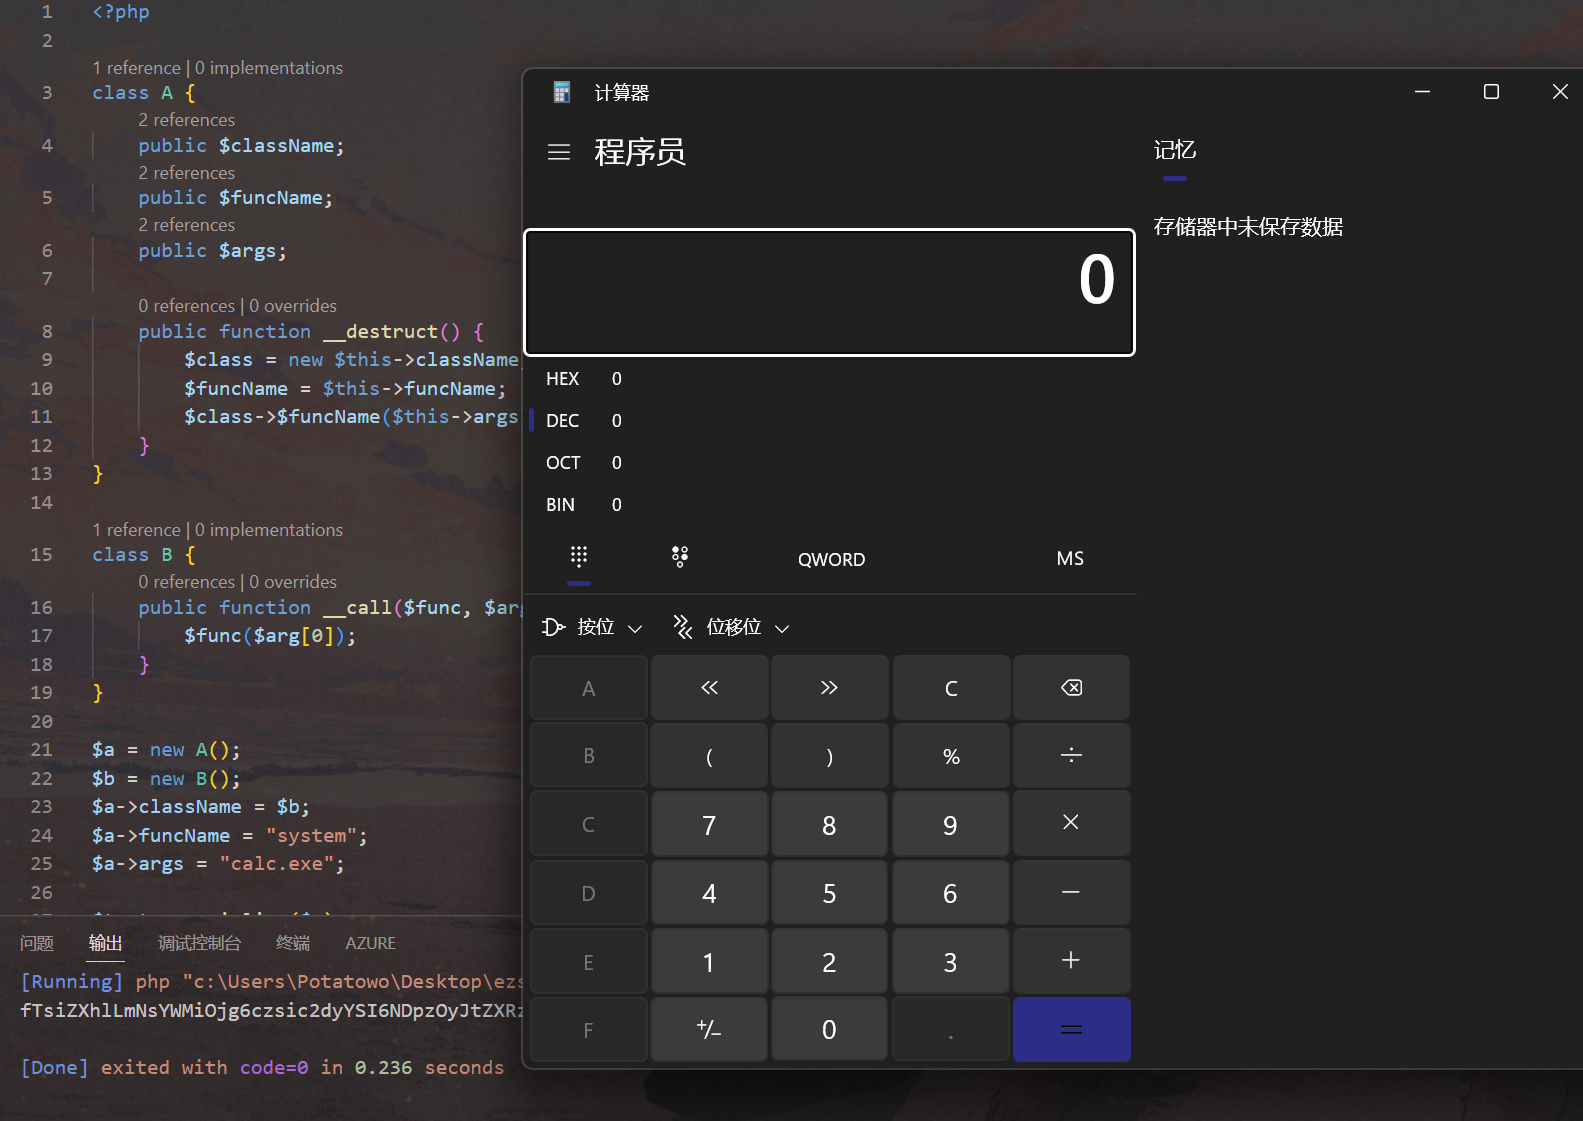 1 <?php
2
1 reference | 0 implementations
3 class A {
2 references
4 public $className;
2 references
5 public $funcName;
2 references
6 public $args;
7
0 references | 0 overrides
8 public function __destruct() {
9 $class = new $this->className
10 $funcName = $this->funcName;
11 $class->$funcName($this->args
12 }
13 }
14
1 reference | 0 implementations
15 class B {
0 references | 0 overrides
16 public function __call($func, $arg
17 $func($arg[0]);
18 }
19 }
20
21 $a = new A();
22 $b = new B();
23 $a->className = $b;
24 $a->funcName = "system";
25 $a->args = "calc.exe";
26
问题 输出 调试控制台 终端 AZURE
[Running] php "c:\Users\Potatowo\Desktop\ezs
fTsiZXhlLmNsYWMiOjg6czsic2dyYSI6NDpzOyJtZXRz
[Done] exited with code=0 in 0.236 seconds
计算器
程序员
记忆
存储器中未保存数据
0
HEX 0
DEC 0
OCT 0
BIN 0
QWORD MS
按位 位移位
A << >> C
B ( ) % ÷
C 7 8 9 ×
D 4 5 6 −
E 1 2 3 +
F +/− 0 . =